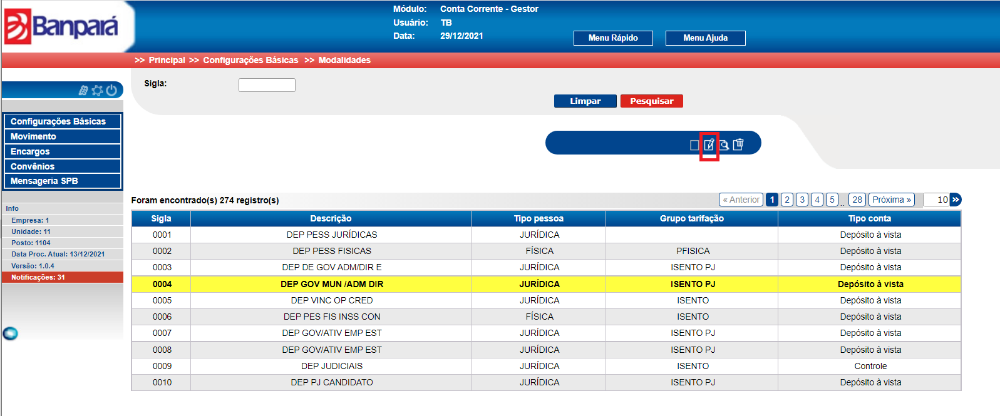 Banpará
Módulo: Conta Corrente - Gestor
Usuário: TB
Data: 29/12/2021
Menu Rápido Menu Ajuda
>> Principal >> Configurações Básicas >> Modalidades
Sigla:
Limpar Pesquisar
Configurações Básicas
Movimento
Encargos
Convênios
Mensageria SPB
Info
Empresa: 1
Unidade: 11
Posto: 1104
Data Proc. Atual: 13/12/2021
Versão: 1.0.4
Notificações: 31
Foram encontrado(s) 274 registro(s)
« Anterior 1 2 3 4 5 .. 28 Próxima » 10 »
Sigla Descrição Tipo pessoa Grupo tarifação Tipo conta
0001 DEP PESS JURÍDICAS JURÍDICA Depósito à vista
0002 DEP PESS FISICAS FÍSICA PFISICA Depósito à vista
0003 DEP DE GOV ADM/DIR E JURÍDICA ISENTO PJ Depósito à vista
0004 DEP GOV MUN /ADM DIR JURÍDICA ISENTO PJ Depósito à vista
0005 DEP VINC OP CRED JURÍDICA ISENTO Depósito à vista
0006 DEP PES FIS INSS CON FÍSICA ISENTO Depósito à vista
0007 DEP GOV/ATIV EMP EST JURÍDICA ISENTO PJ Depósito à vista
0008 DEP GOV/ATIV EMP EST JURÍDICA ISENTO PJ Depósito à vista
0009 DEP JUDICIAIS JURÍDICA ISENTO Controle
0010 DEP PJ CANDIDATO JURÍDICA ISENTO PJ Depósito à vista